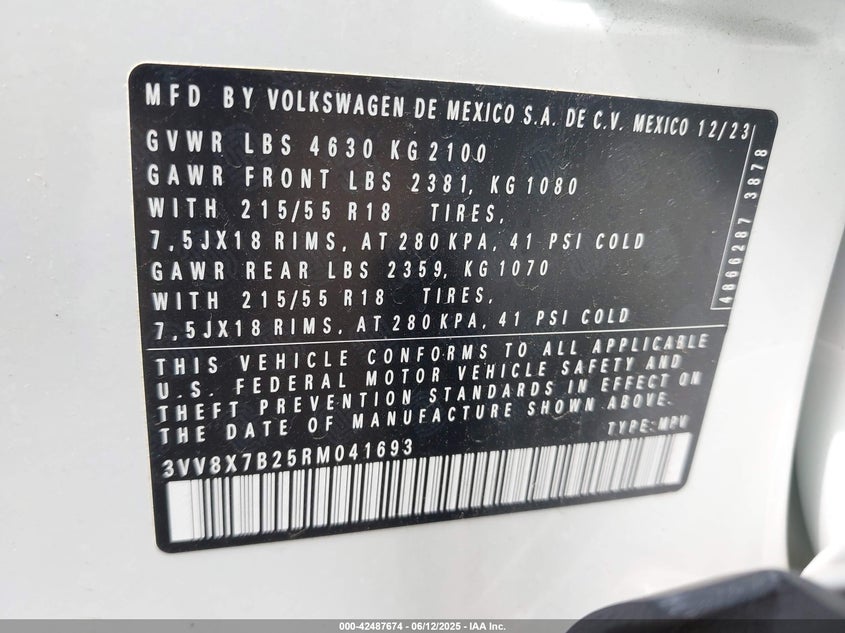 MFD BY VOLKSWAGEN DE MEXICO S.A. DE C.V. MEXICO 12/23
GVWR LBS 4630 KG 2100
GAWR FRONT LBS 2381, KG 1080
WITH 215/55 R18 TIRES,
7,5JX18 RIMS, AT 280 KPA, 41 PSI COLD
GAWR REAR LBS 2359, KG 1070
WITH 215/55 R18 TIRES,
7,5JX18 RIMS, AT 280 KPA, 41 PSI COLD
4866287 3878
THIS VEHICLE CONFORMS TO ALL APPLICABLE
U.S. FEDERAL MOTOR VEHICLE SAFETY AND
THEFT PREVENTION STANDARDS IN EFFECT ON
THE DATE OF MANUFACTURE SHOWN ABOVE.
TYPE: MPV
3VV8X7B25RM041693
000-42487674 | 06/12/2025 - IAA Inc.